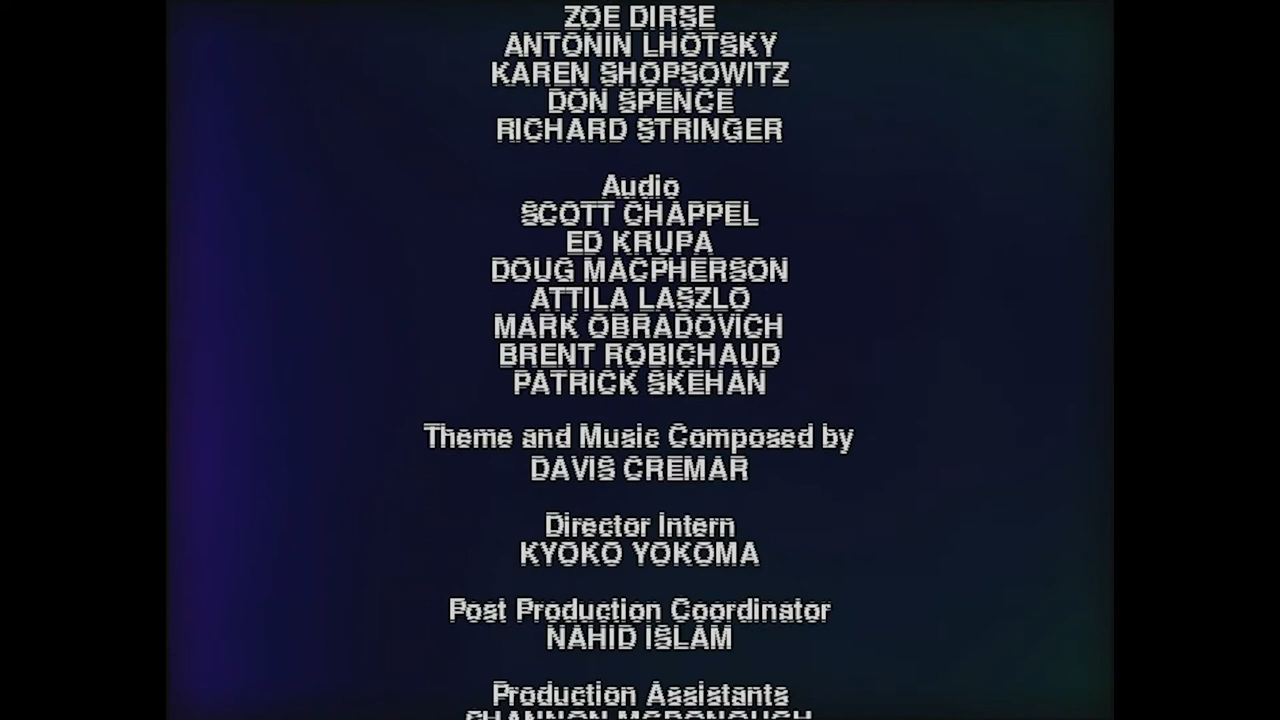 ZOE DIRSE
ANTONIN LHOTSKY
KAREN SHOPSOWITZ
DON SPENCE
RICHARD STRINGER
Audio
SCOTT CHAPPEL
ED KRUPA
DOUG MACPHERSON
ATTILA LASZLO
MARK OBRADOVICH
BRENT ROBICHAUD
PATRICK SKEHAN
Theme and Music Composed by
DAVIS CREMAR
Director Intern
KYOKO YOKOMA
Post Production Coordinator
NAHID ISLAM
Production Assistants